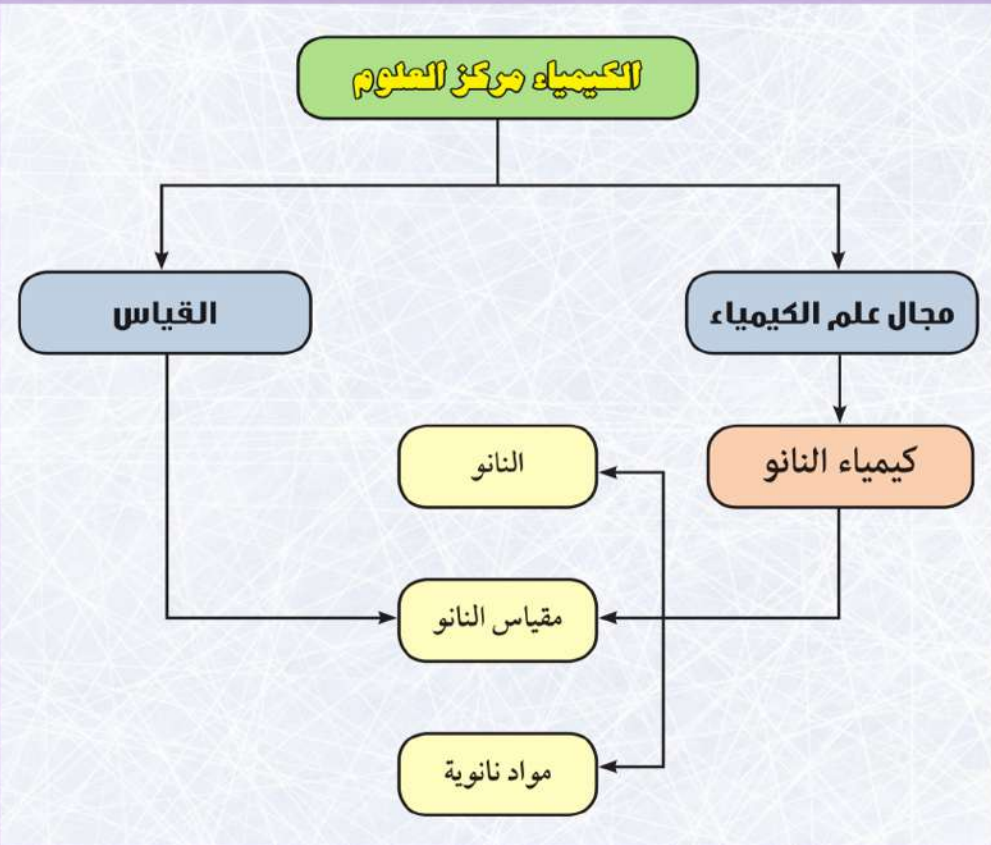 الكيمياء مركز العلوم
مجال علم الكيمياء
القياس
كيمياء النانو
النانو
مقياس النانو
مواد نانوية